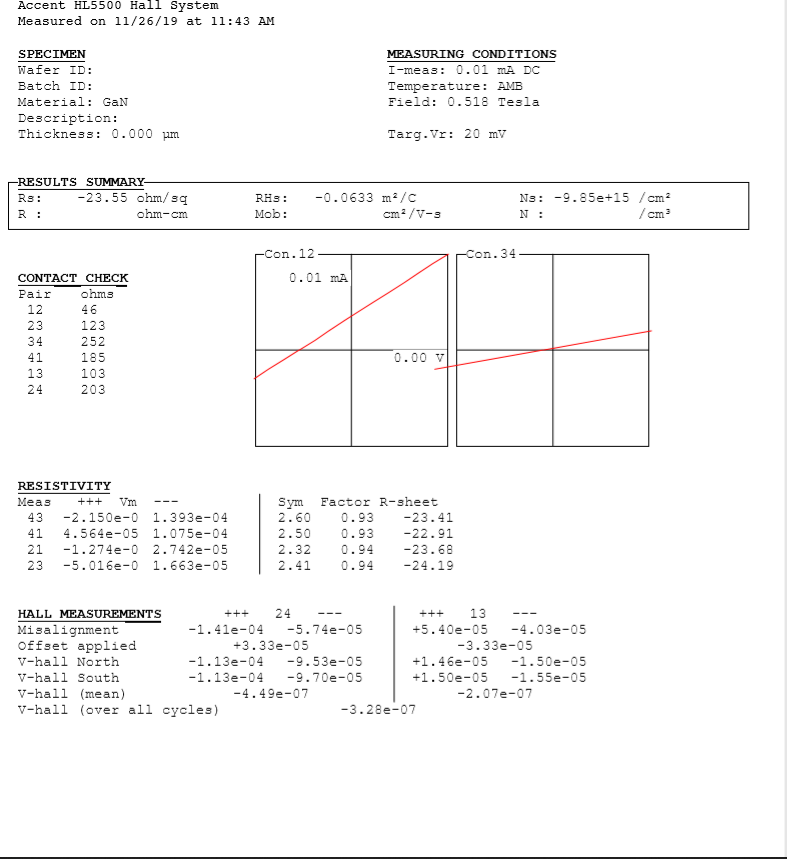 Accent HL5500 Hall System
Measured on 11/26/19 at 11:43 AM
SPECIMEN
Wafer ID:
Batch ID:
Material: GaN
Description:
Thickness: 0.000 µm
MEASURING CONDITIONS
I-meas: 0.01 mA DC
Temperature: AMB
Field: 0.518 Tesla
Targ.Vr: 20 mV
RESULTS SUMMARY
Rs: -23.55 ohm/sq RHs: -0.0633 m²/C Ns: -9.85e+15 /cm²
R : ohm-cm Mob: cm²/V-s N : /cm³
CONTACT CHECK
Pair ohms
12 46
23 123
34 252
41 185
13 103
24 203
Con.12
0.01 mA
0.00 V
Con.34
RESISTIVITY
Meas +++ Vm --- Sym Factor R-sheet
43 -2.150e-0 1.393e-04 2.60 0.93 -23.41
41 4.564e-05 1.075e-04 2.50 0.93 -22.91
21 -1.274e-0 2.742e-05 2.32 0.94 -23.68
23 -5.016e-0 1.663e-05 2.41 0.94 -24.19
HALL MEASUREMENTS +++ 24 --- +++ 13 ---
Misalignment -1.41e-04 -5.74e-05 +5.40e-05 -4.03e-05
Offset applied +3.33e-05 -3.33e-05
V-hall North -1.13e-04 -9.53e-05 +1.46e-05 -1.50e-05
V-hall South -1.13e-04 -9.70e-05 +1.50e-05 -1.55e-05
V-hall (mean) -4.49e-07 -2.07e-07
V-hall (over all cycles) -3.28e-07